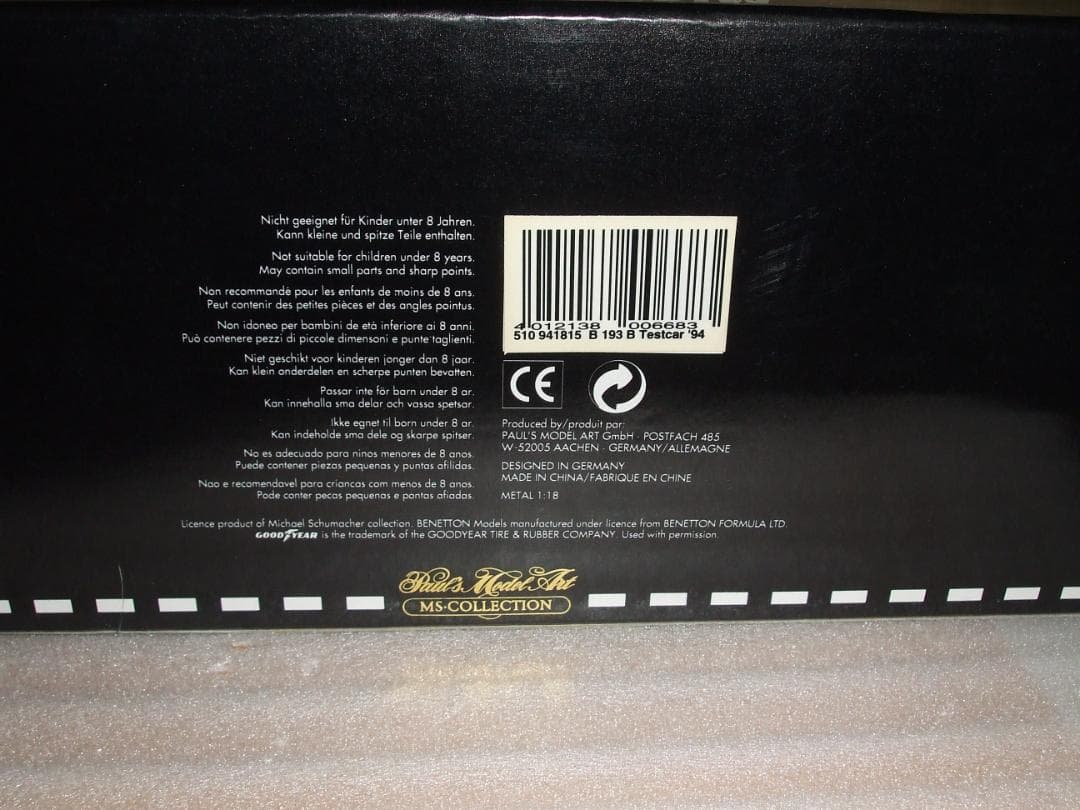 Nicht geeignet für Kinder unter 8 Jahren.
Kann kleine und spitze Teile enthalten.
Not suitable for children under 8 years.
May contain small parts and sharp points.
Non recommandé pour les enfants de moins de 8 ans.
Peut contenir des petites pièces et des angles pointus.
Non idoneo per bambini de età inferiore ai 8 anni.
Può contenere pezzi di piccole dimensoni e punte taglienti.
Niet geschikt voor kinderen jonger dan 8 jaar.
Kan klein onderdelen en scherpe punten bevatten.
Passar inte för barn under 8 ar.
Kan innehalla sma delar och vassa spetsar.
Ikke egnet til born under 8 ar.
Kan indeholde sma dele og skarpe spitser.
No es adecuado para ninos menores de 8 anos.
Puede contener piezas pequenas y puntas afilidas.
Nao e recomendavel para criancas com menos de 8 anos.
Pode conter pecas pequenas e pontas afiadas.
4 012138 006683
510 941815 B 193 B Testcar '94
CE
Produced by/produit par:
PAUL'S MODEL ART GmbH · POSTFACH 485
W-52005 AACHEN · GERMANY/ALLEMAGNE
DESIGNED IN GERMANY
MADE IN CHINA/FABRIQUE EN CHINE
METAL 1:18
Licence product of Michael Schumacher collection. BENETTON Models manufactured under licence from BENETTON FORMULA LTD.
GOODYEAR is the trademark of the GOODYEAR TIRE & RUBBER COMPANY. Used with permission.
Paul's Model Art
MS·COLLECTION